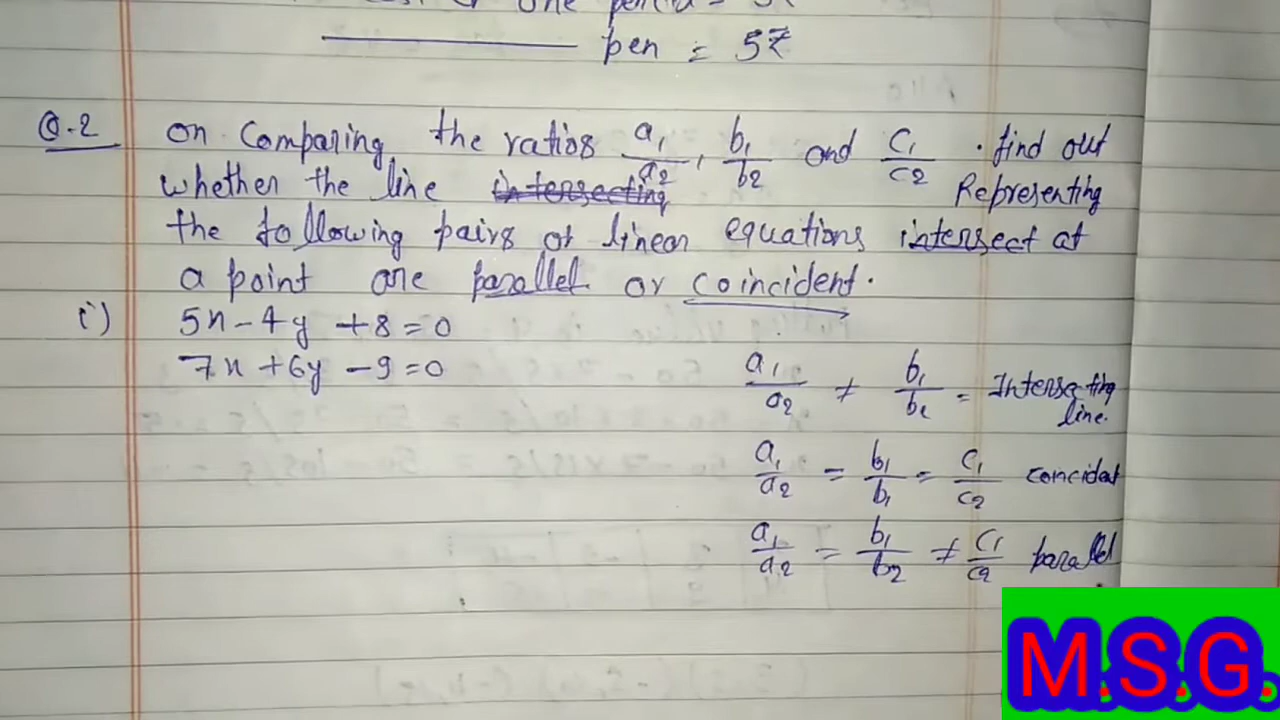 One pencil =
pen = 5₹
Q.2 On Comparing the ratios a1/a2, b1/b2 and C1/C2 . find out
whether the line intersecting Representing
the following pairs of linear equations intersect at
a point are parallel or coincident.
i) 5x - 4y + 8 = 0
7x + 6y - 9 = 0
a1/a2 ≠ b1/b2 = Intersecting
line.
a1/a2 = b1/b1 = C1/C2 concidat
a1/a2 = b1/b2 ≠ C1/C2 parallel
M.S.G.